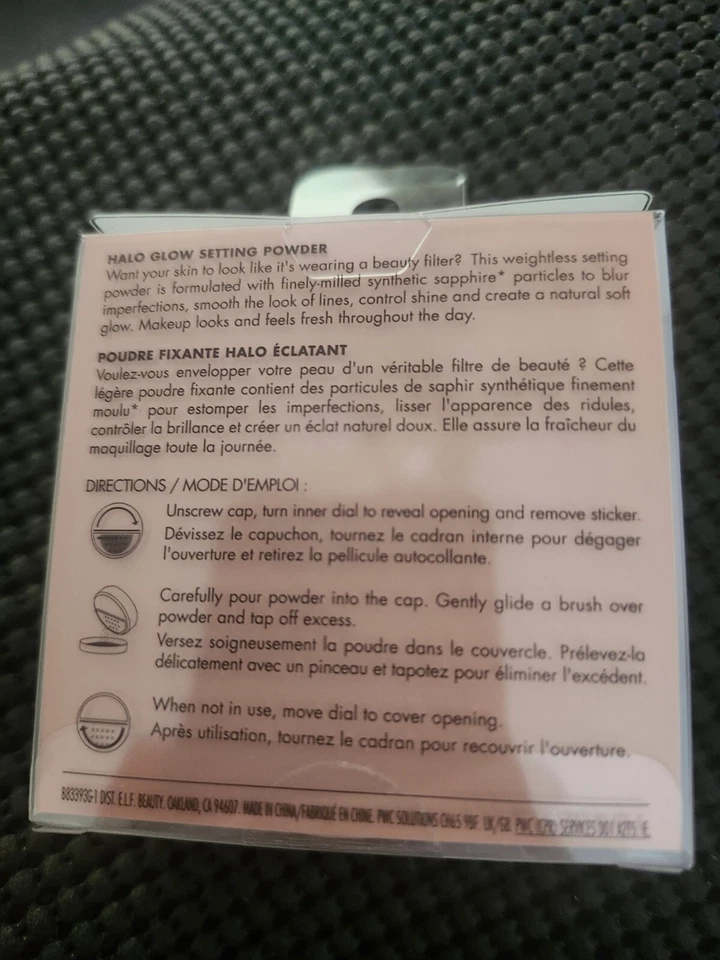 HALO GLOW SETTING POWDER
Want your skin to look like it's wearing a beauty filter? This weightless setting
powder is formulated with finely-milled synthetic sapphire* particles to blur
imperfections, smooth the look of lines, control shine and create a natural soft
glow. Makeup looks and feels fresh throughout the day.
POUDRE FIXANTE HALO ÉCLATANT
Voulez-vous envelopper votre peau d'un véritable filtre de beauté ? Cette
légère poudre fixante contient des particules de saphir synthétique finement
moulu* pour estomper les imperfections, lisser l'apparence des ridules,
contrôler la brillance et créer un éclat naturel doux. Elle assure la fraîcheur du
maquillage toute la journée.
DIRECTIONS / MODE D'EMPLOI :
Unscrew cap, turn inner dial to reveal opening and remove sticker.
Dévissez le capuchon, tournez le cadran interne pour dégager
l'ouverture et retirez la pellicule autocollante.
Carefully pour powder into the cap. Gently glide a brush over
powder and tap off excess.
Versez soigneusement la poudre dans le couvercle. Prélevez-la
délicatement avec un pinceau et tapotez pour éliminer l'excédent.
When not in use, move dial to cover opening.
Après utilisation, tournez le cadran pour recouvrir l'ouverture.
B83393G-1 DIST. E.L.F. BEAUTY. OAKLAND, CA 94607. MADE IN CHINA/FABRIQUÉ EN CHINE. PWC SOLUTIONS CH65 9BF UK/GB. SERVICES D01